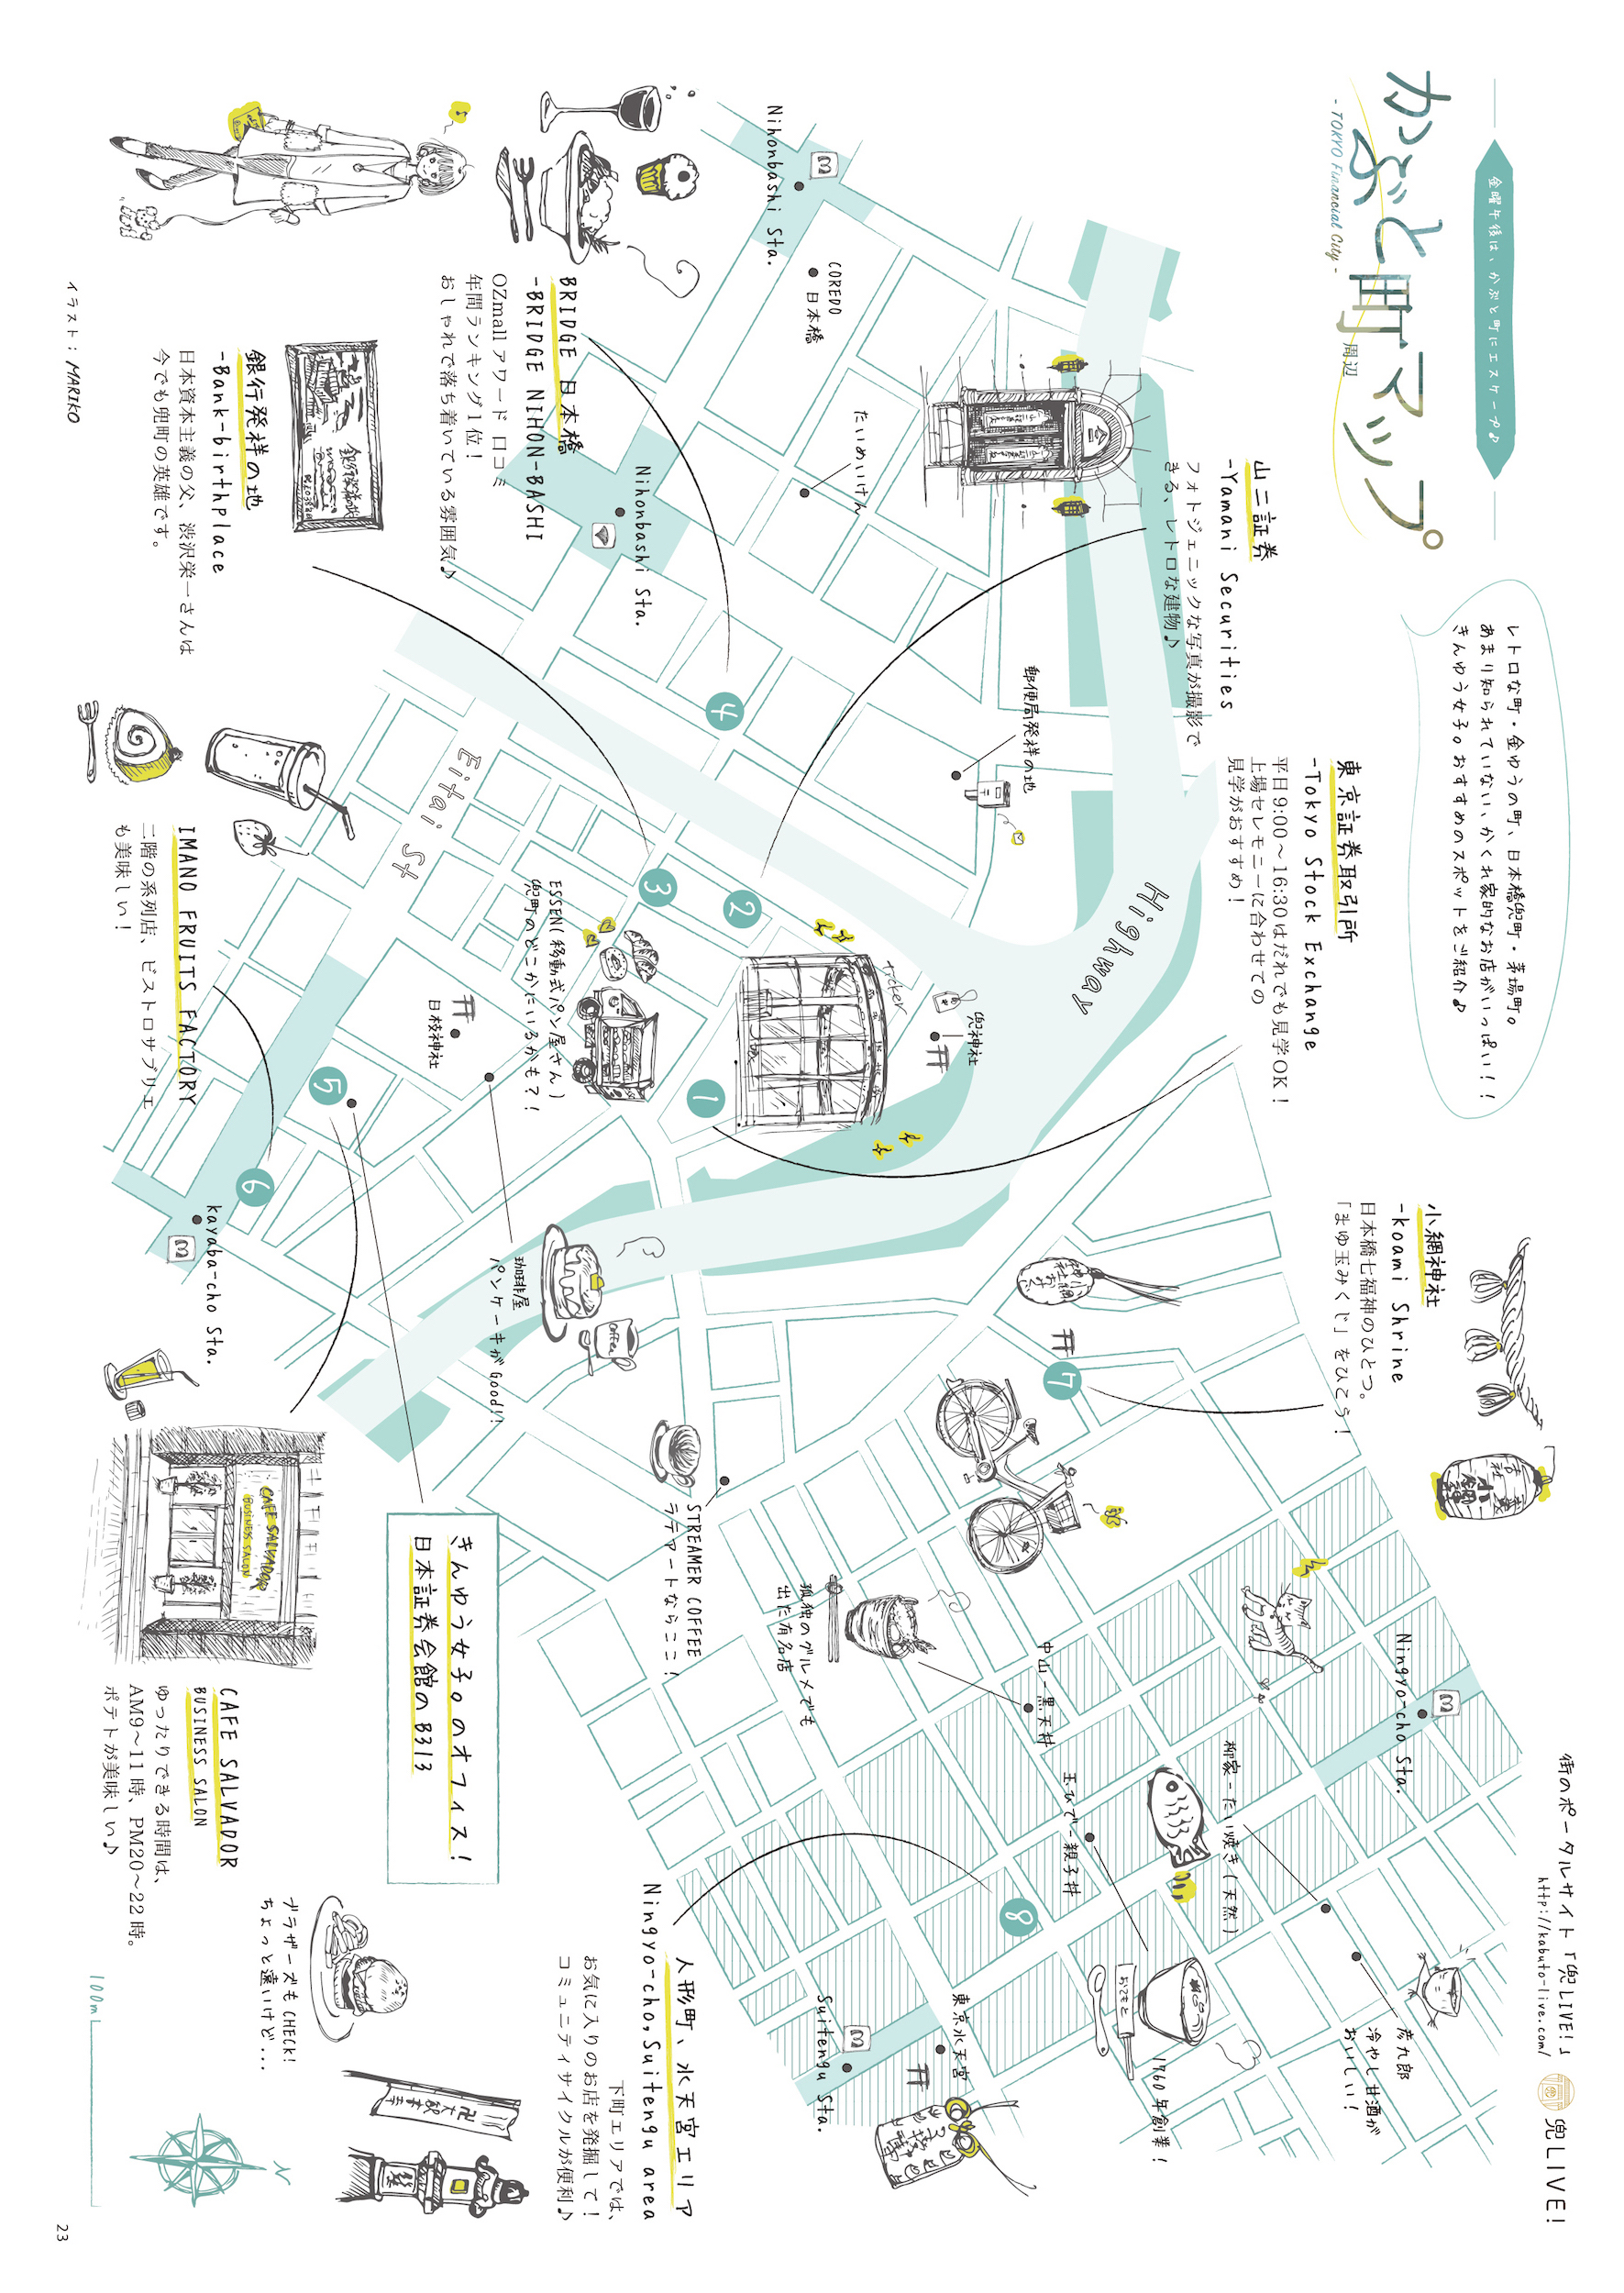 金曜午後は、かぶと町にエスケープ♪
かぶと町マップ
周辺
- TOKYO Financial City -
レトロな町・金ゆうの町、日本橋兜町・茅場町。
あまり知られていない、かくれ家的なお店がいっぱい！！
きんゆう女子。おすすめのスポットをご紹介♪
街のポータルサイト「兜LIVE！」
http://kabuto-live.com/
兜LIVE!
山二証券
-Yamani Securities
フォトジェニックな写真が撮影で
きる、レトロな建物♪
東京証券取引所
-Tokyo Stock Exchange
平日9:00～16:30はだれでも見学OK！
上場セレモニーに合わせての
見学がおすすめ！
小網神社
-koami Shrine
日本橋七福神のひとつ。
「まゆ玉みくじ」をひこう！
Nihonbashi Sta.
COREDO
日本橋
たいめいけん
郵便局発祥の地
Highway
兜神社
ticker
Ningyo-cho Sta.
彦九郎
冷やし甘酒が
おいしい！
柳家-たい焼き(天然)
玉ひで-親子丼
おてもと
1760年創業！
中山-黒天丼
孤独のグルメでも
出た有名店
東京水天宮
Suitengu Sta.
BRIDGE 日本橋
-BRIDGE NIHON-BASHI
OZmall アワード 口コミ
年間ランキング1位！
おしゃれで落ち着いている雰囲気♪
Nihonbashi Sta.
銀行発祥の地
-Bank-birthplace
日本資本主義の父、渋沢栄一さんは
今でも兜町の英雄です。
銀行発祥の地
Eitai St
ESSEN(移動式パン屋さん)
兜町のどこかにいるかも？！
日枝神社
珈琲屋
パンケーキがGood!!
Coffee
STREAMER COFFEE
ラテアートならここ！
1
2
3
4
5
6
7
8
IMANO FRUITS FACTORY
二階の系列店、ビストロサブリエ
も美味しい！
kayaba-cho Sta.
きんゆう女子。のオフィス！
日本証券会館のB313
CAFE SALVADOR
BUSINESS SALON
CAFE SALVADOR
BUSINESS SALON
ゆったりできる時間は、
AM9～11時、PM20～22時。
ポテトが美味しい♪
ブラザーズもCHECK！
ちょっと遠いけど...
人形町、水天宮エリア
Ningyo-cho,Suitengu area
下町エリアでは、
お気に入りのお店を発掘して！
コミュニティサイクルが便利♪
イラスト：MARIKO
100m
N
23